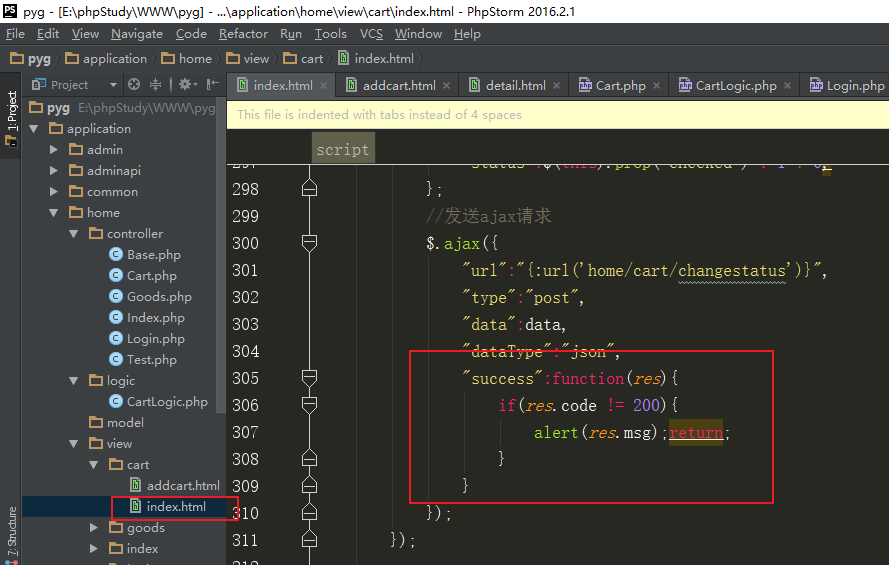 PS pyg - [E:\phpStudy\WWW\pyg] - ...\application\home\view\cart\index.html - PhpStorm 2016.2.1
File Edit View Navigate Code Refactor Run Tools VCS Window Help
pyg application home view cart index.html
Project index.html addcart.html detail.html Cart.php CartLogic.php Login.php
1: Project
7: Structure
pyg E:\phpStudy\WWW\pyg
application
admin
adminapi
common
home
controller
Base.php
Cart.php
Goods.php
Index.php
Login.php
Test.php
logic
CartLogic.php
model
view
cart
addcart.html
index.html
goods
index
This file is indented with tabs instead of 4 spaces
script
298 };
299 //发送ajax请求
300 $.ajax({
301 "url":"{:url('home/cart/changestatus')}",
302 "type":"post",
303 "data":data,
304 "dataType":"json",
305 "success":function(res){
306 if(res.code != 200){
307 alert(res.msg);return;
308 }
309 }
310 });
311 });